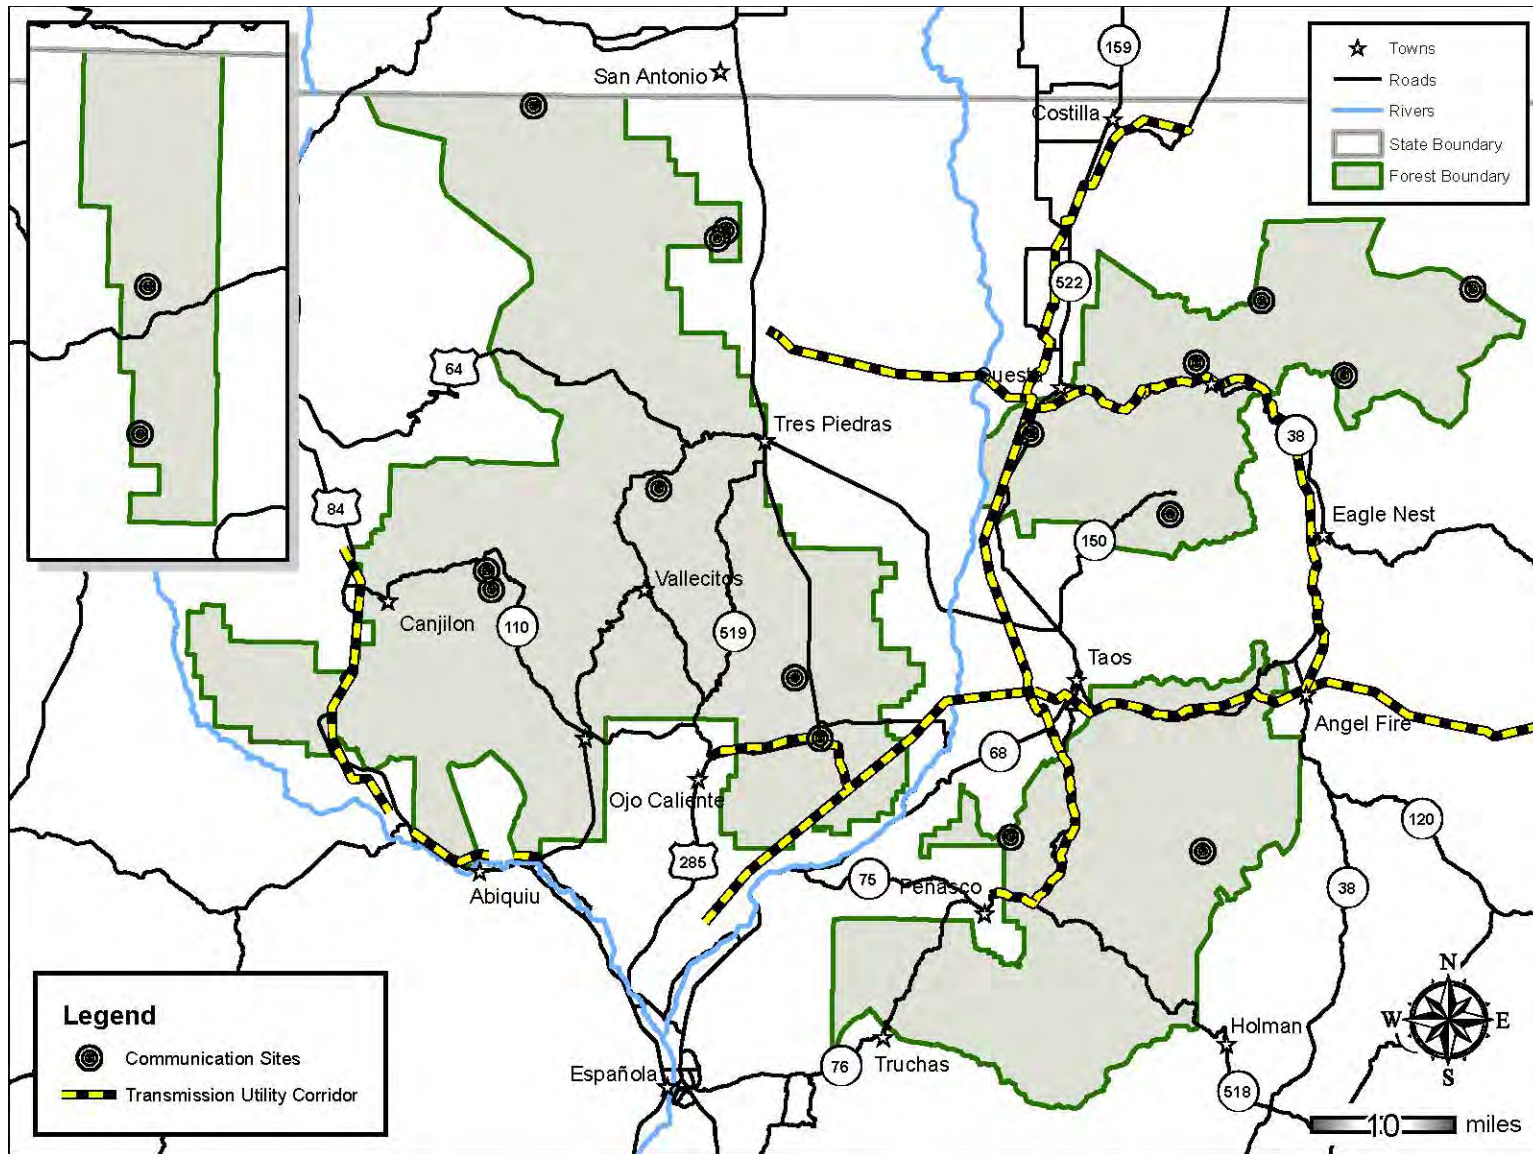 159
Towns
San Antonio
Roads
Costilla
Rivers
State Boundary
Forest Boundary
522
64
Questa
Tres Piedras
38
84
Eagle Nest
150
Vallecitos
Canjilon
110
519
Taos
Angel Fire
68
Ojo Caliente
120
285
75
Peñasco
38
Abiquiu
N
Legend
W
E
Holman
Communication Sites
Truchas
Española
76
S
Transmission Utility Corridor
518
10 miles